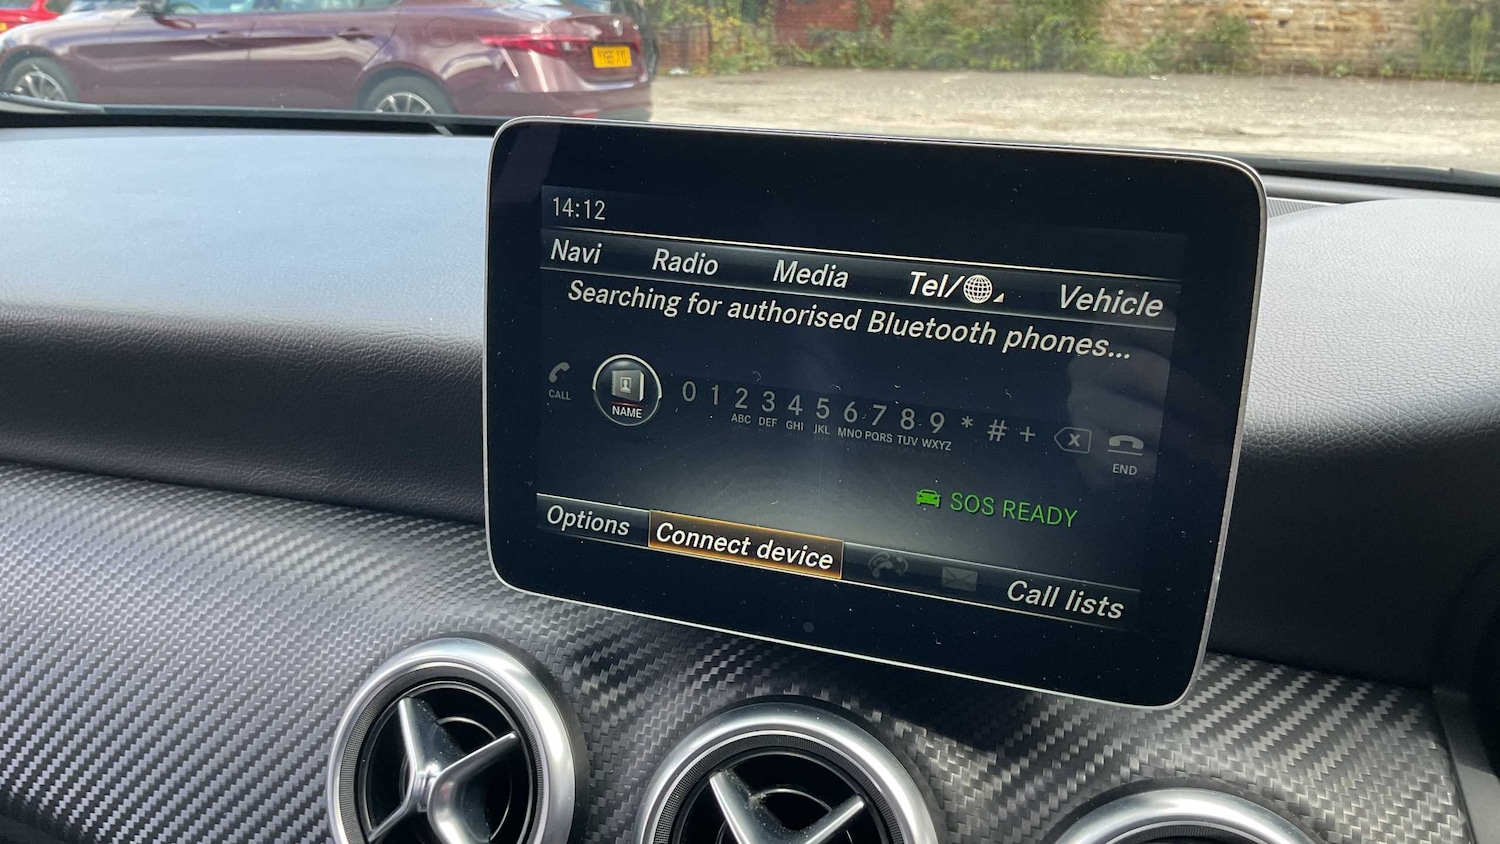 14:12
Navi Radio Media Tel/ Vehicle
Searching for authorised Bluetooth phones...
CALL NAME 0 1 2 3 4 5 6 7 8 9 * # + X END
ABC DEF GHI JKL MNO PQRS TUV WXYZ
SOS READY
Options Connect device Call lists